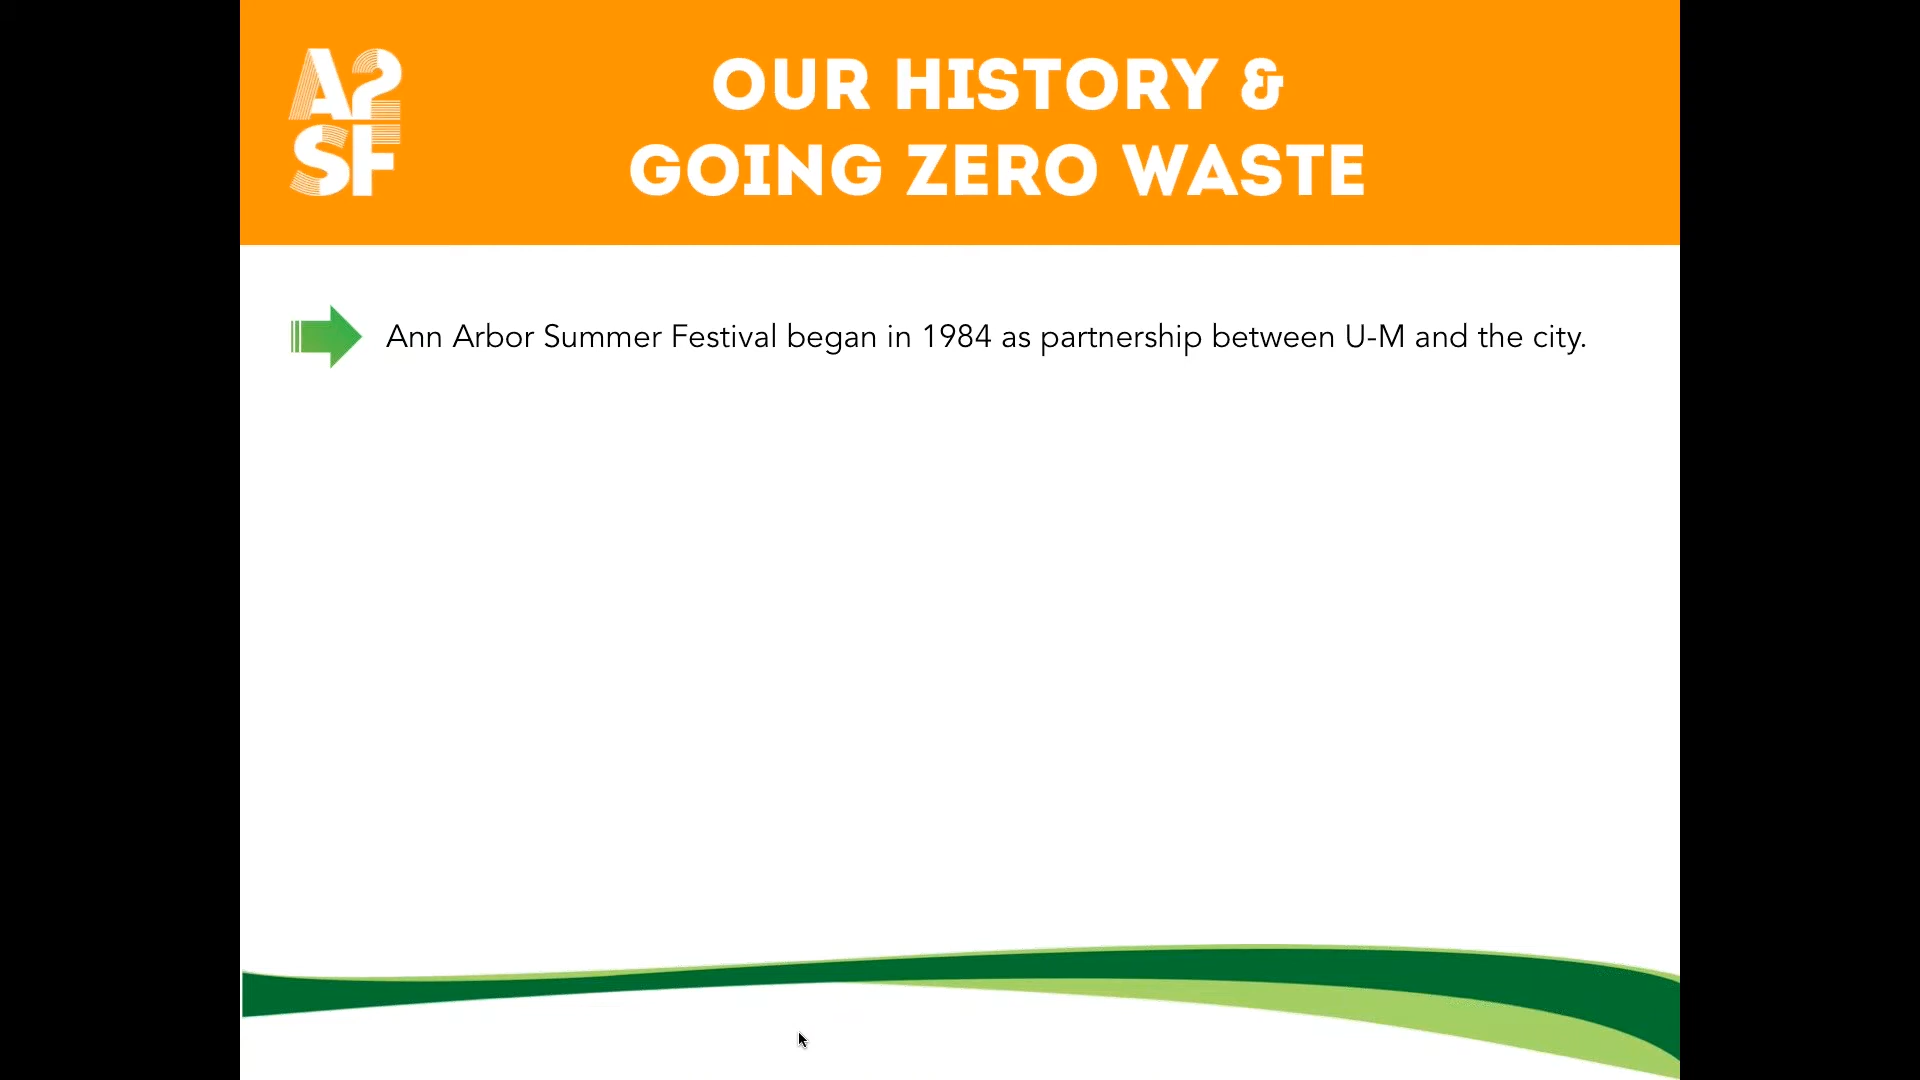 A2
SF
OUR HISTORY &
GOING ZERO WASTE
Ann Arbor Summer Festival began in 1984 as partnership between U-M and the city.